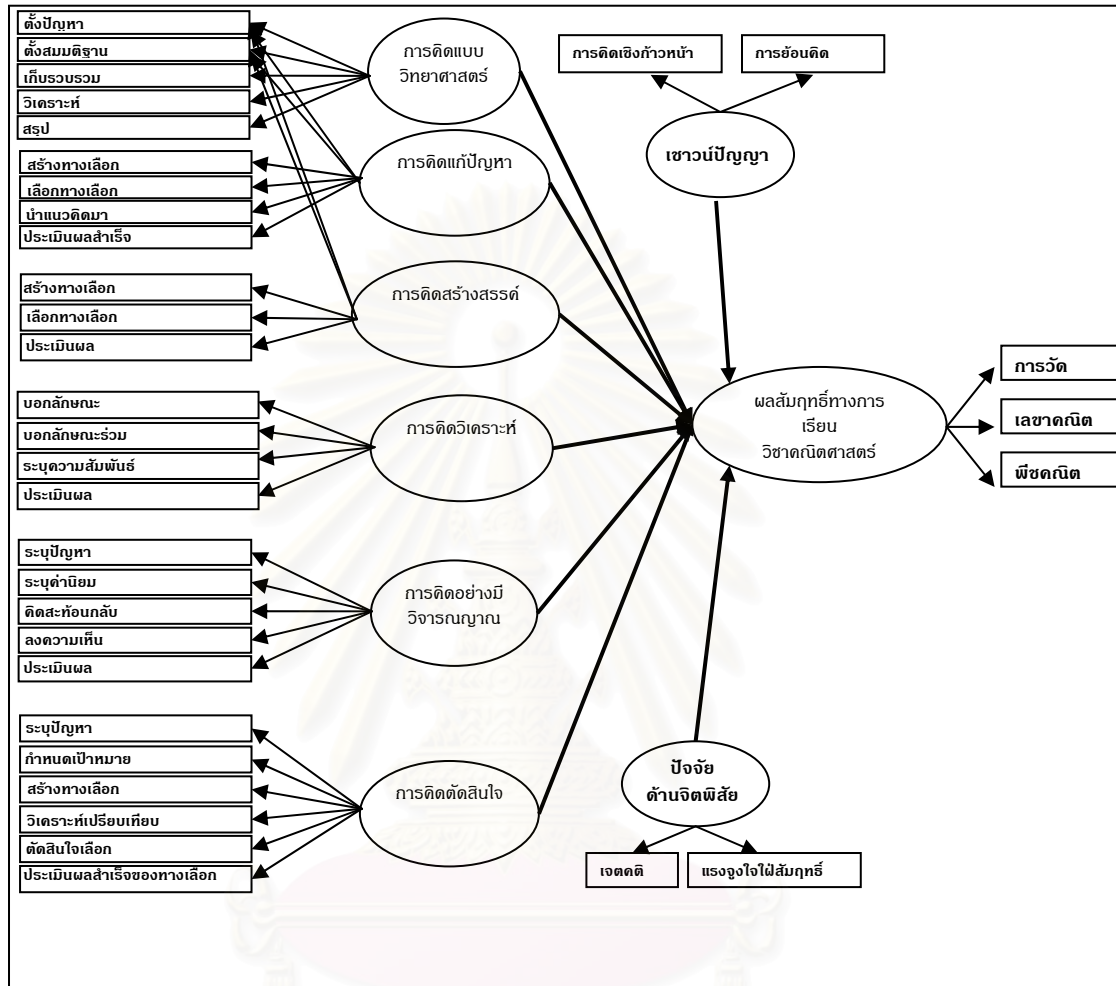 ตั้งปัญหา
ตั้งสมมติฐาน
เก็บรวบรวม
วิเคราะห์
สรุป
สร้างทางเลือก
เลือกทางเลือก
นำแนวคิดมา
ประเมินผลสำเร็จ
สร้างทางเลือก
เลือกทางเลือก
ประเมินผล
บอกลักษณะ
บอกลักษณะร่วม
ระบุความสัมพันธ์
ประเมินผล
ระบุปัญหา
ระบุค่านิยม
คิดสะท้อนกลับ
ลงความเห็น
ประเมินผล
ระบุปัญหา
กำหนดเป้าหมาย
สร้างทางเลือก
วิเคราะห์เปรียบเทียบ
ตัดสินใจเลือก
ประเมินผลสำเร็จของทางเลือก
การคิดแบบ
วิทยาศาสตร์
การคิดแก้ปัญหา
การคิดสร้างสรรค์
การคิดวิเคราะห์
การคิดอย่างมี
วิจารณญาณ
การคิดตัดสินใจ
การคิดเชิงก้าวหน้า
การย้อนคิด
เชาวน์ปัญญา
ผลสัมฤทธิ์ทางการ
เรียน
วิชาคณิตศาสตร์
ปัจจัย
ด้านจิตพิสัย
เจตคติ
แรงจูงใจใฝ่สัมฤทธิ์
การวัด
เลขาคณิต
พีชคณิต